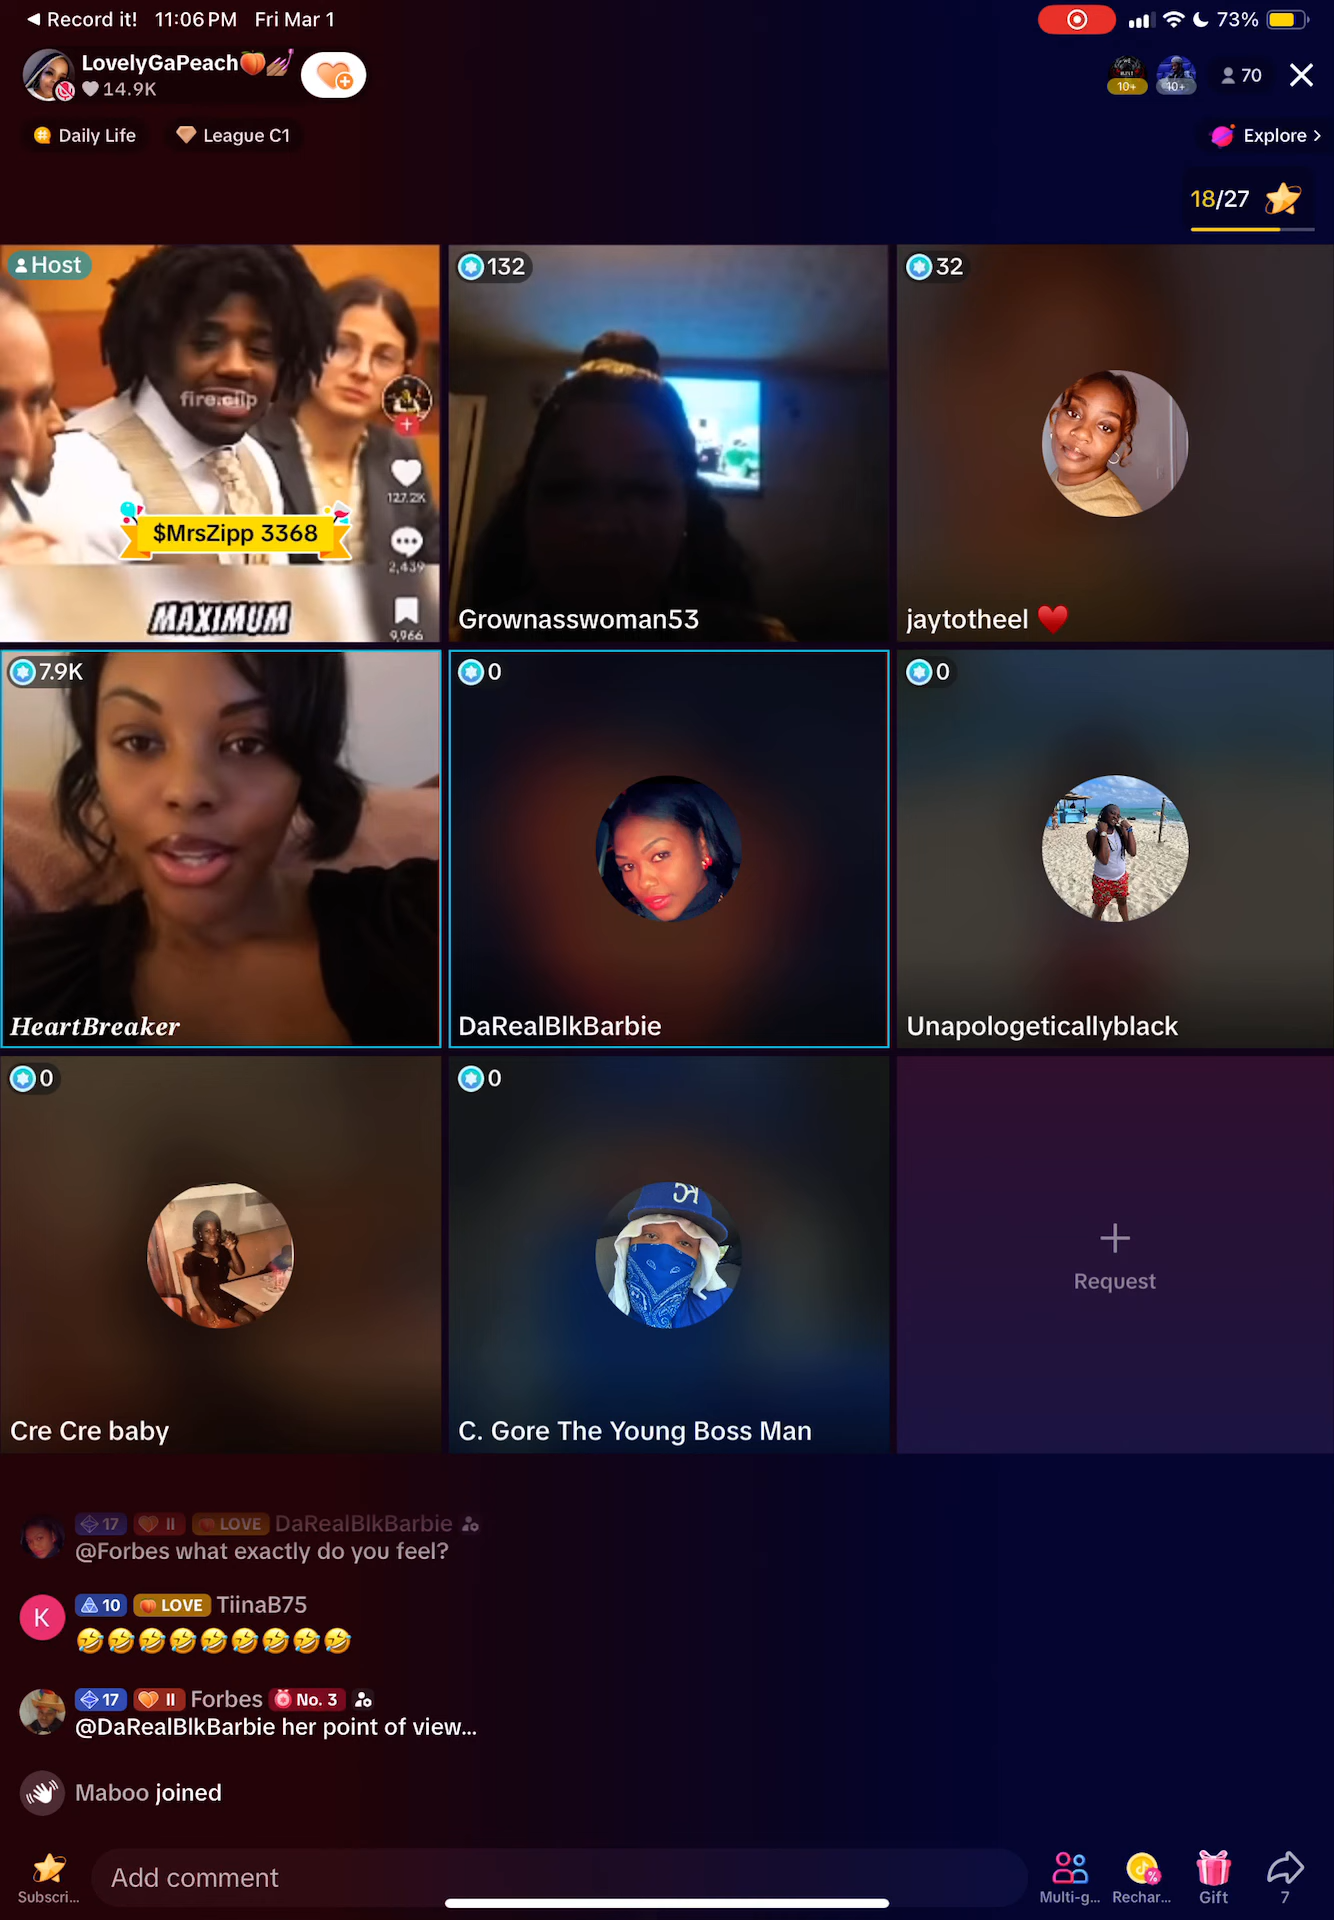 ◀ Record it! 11:06 PM Fri Mar 1 73%
LovelyGaPeach🍑💅🏽
14.9K
10+ 10+ 70
Daily Life League C1 Explore >
18/27
Host 132 32
fire.clip
127.2K
$MrsZipp 3368
2,439
MAXIMUM
9,966
Grownasswoman53 jaytotheel ♥️
7.9K 0 0
HeartBreaker DaRealBlkBarbie Unapologeticallyblack
0 0
Request
Cre Cre baby C. Gore The Young Boss Man
17 II LOVE DaRealBlkBarbie
@Forbes what exactly do you feel?
K 10 LOVE TiinaB75
🤣🤣🤣🤣🤣🤣🤣🤣🤣
17 II Forbes No. 3
@DaRealBlkBarbie her point of view...
Maboo joined
Add comment
Subscri... Multi-g... Rechar... Gift 7